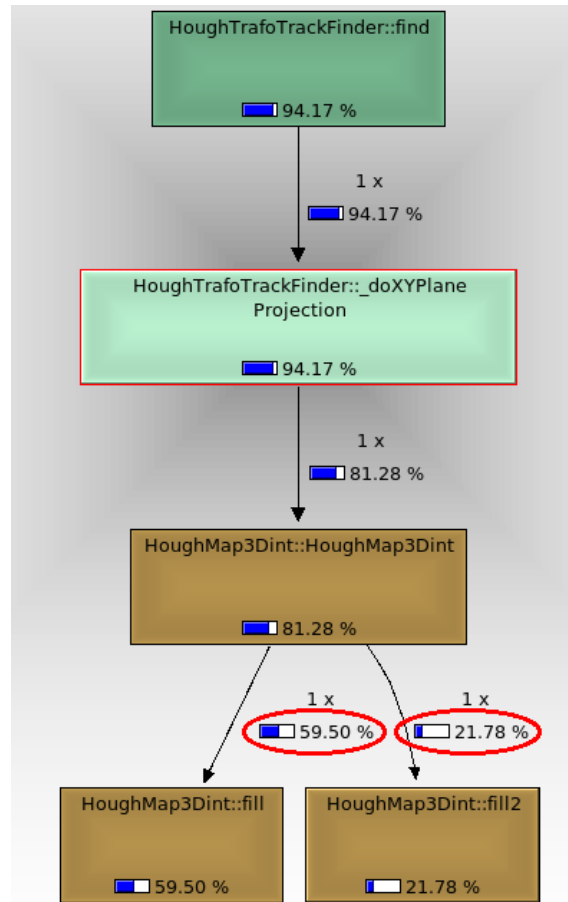 HoughTrafoTrackFinder::find
94.17 %
1 x
94.17 %
HoughTrafoTrackFinder::_doXYPlane
Projection
94.17 %
1 x
81.28 %
HoughMap3Dint::HoughMap3Dint
81.28 %
1 x 1 x
59.50 % 21.78 %
HoughMap3Dint::fill HoughMap3Dint::fill2
59.50 % 21.78 %